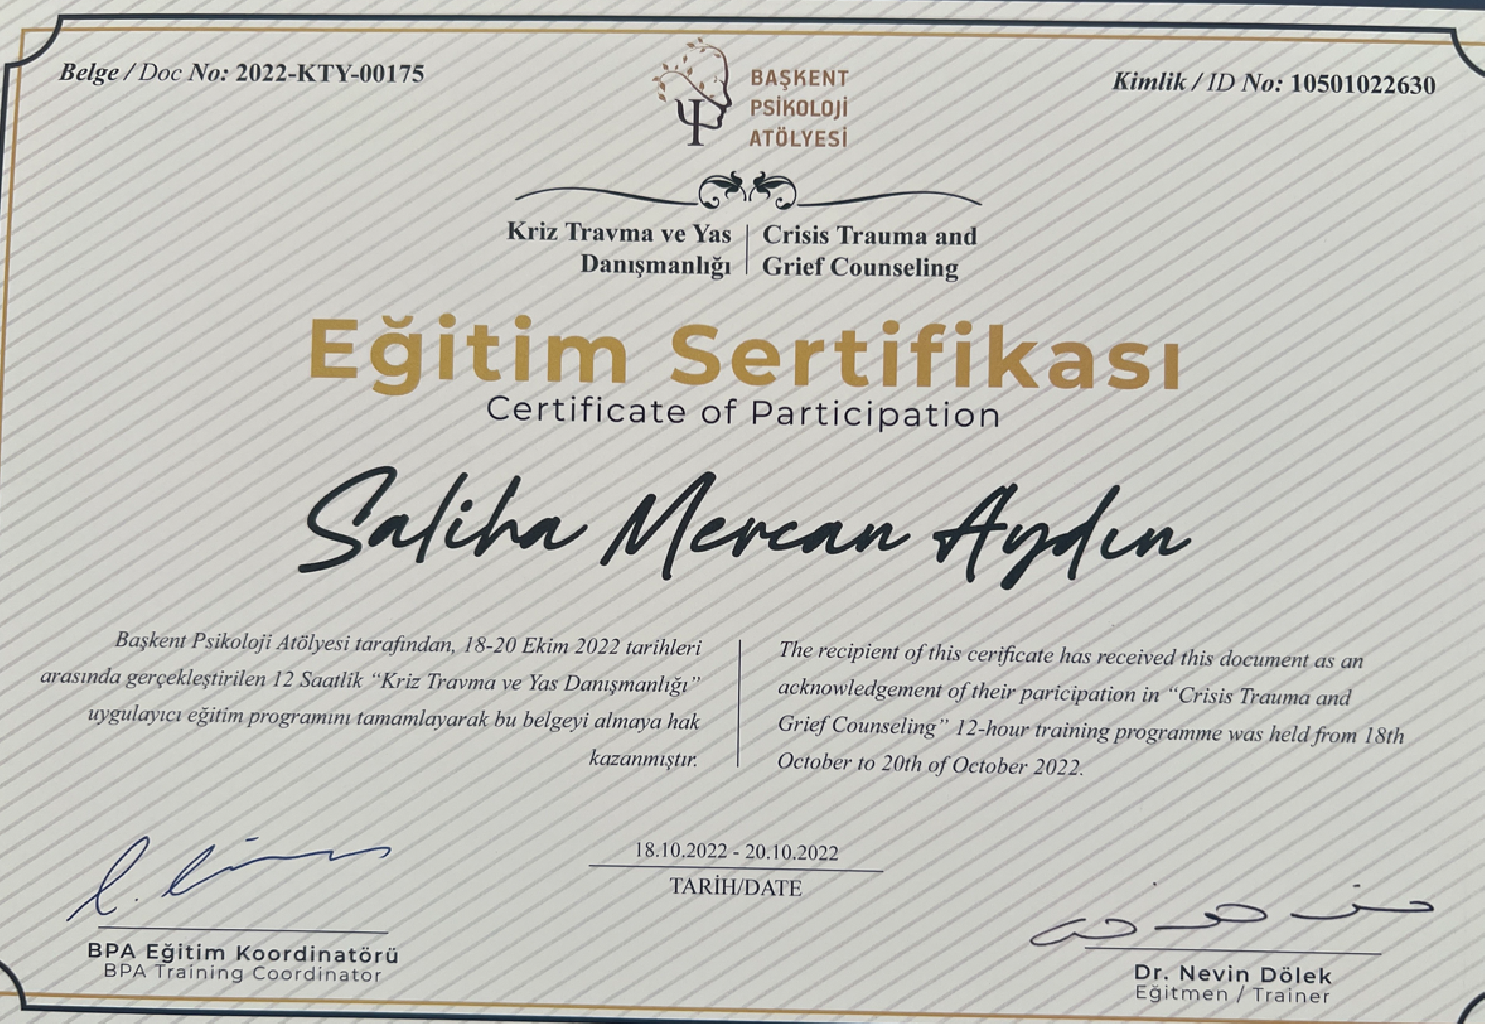 Belge / Doc No: 2022-KTY-00175
Kimlik / ID No: 10501022630
BAŞKENT
PSİKOLOJİ
ATÖLYESİ
Kriz Travma ve Yas
Danışmanlığı
Crisis Trauma and
Grief Counseling
Eğitim Sertifikası
Certificate of Participation
Saliha Mercan Aydın
Başkent Psikoloji Atölyesi tarafından, 18-20 Ekim 2022 tarihleri
arasında gerçekleştirilen 12 Saatlik “Kriz Travma ve Yas Danışmanlığı”
uygulayıcı eğitim programını tamamlayarak bu belgeyi almaya hak
kazanmıştır.
The recipient of this cerificate has received this document as an
acknowledgement of their paricipation in “Crisis Trauma and
Grief Counseling” 12-hour training programme was held from 18th
October to 20th of October 2022.
18.10.2022 - 20.10.2022
TARİH/DATE
BPA Eğitim Koordinatörü
BPA Training Coordinator
Dr. Nevin Dölek
Eğitmen / Trainer